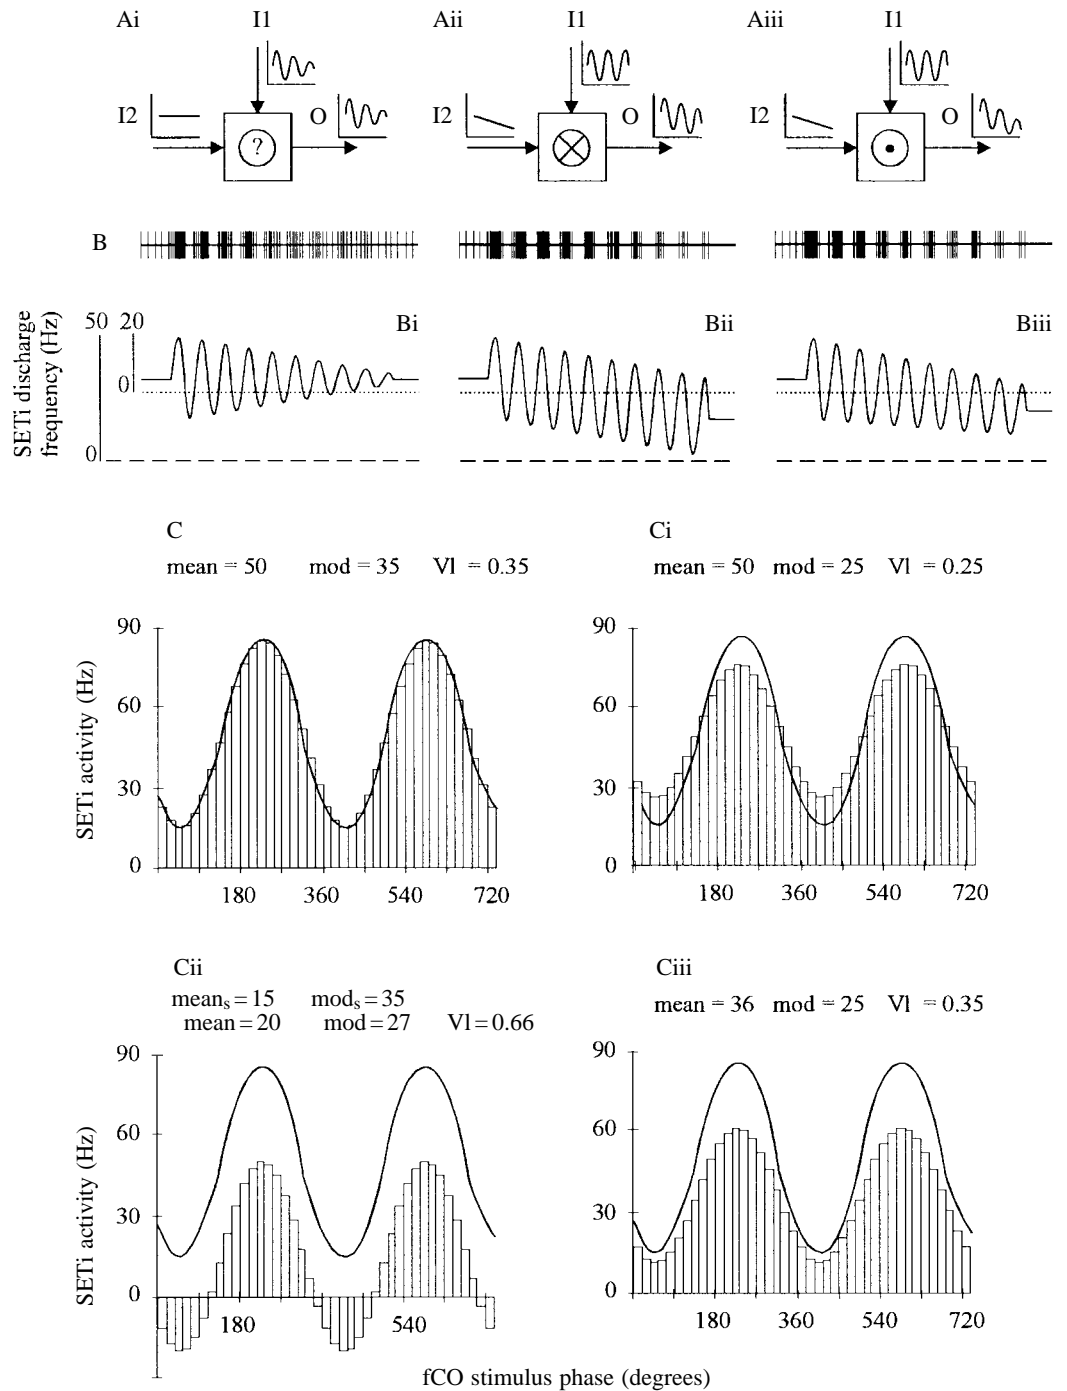 Ai I1 Aii I1 Aiii I1
I2 O I2 O I2 O
?
B
SETi discharge
frequency (Hz)
50 20 Bi Bii Biii
0
0
C Ci
mean = 50 mod = 35 Vl = 0.35 mean = 50 mod = 25 Vl = 0.25
SETi activity (Hz)
90 90
60 60
30 30
0 0
180 360 540 720 180 360 540 720
Cii Ciii
means = 15 mods = 35
mean = 20 mod = 27 Vl = 0.66 mean = 36 mod = 25 Vl = 0.35
SETi activity (Hz)
90 90
60 60
30 30
0 0
180 540 180 360 540 720
fCO stimulus phase (degrees)